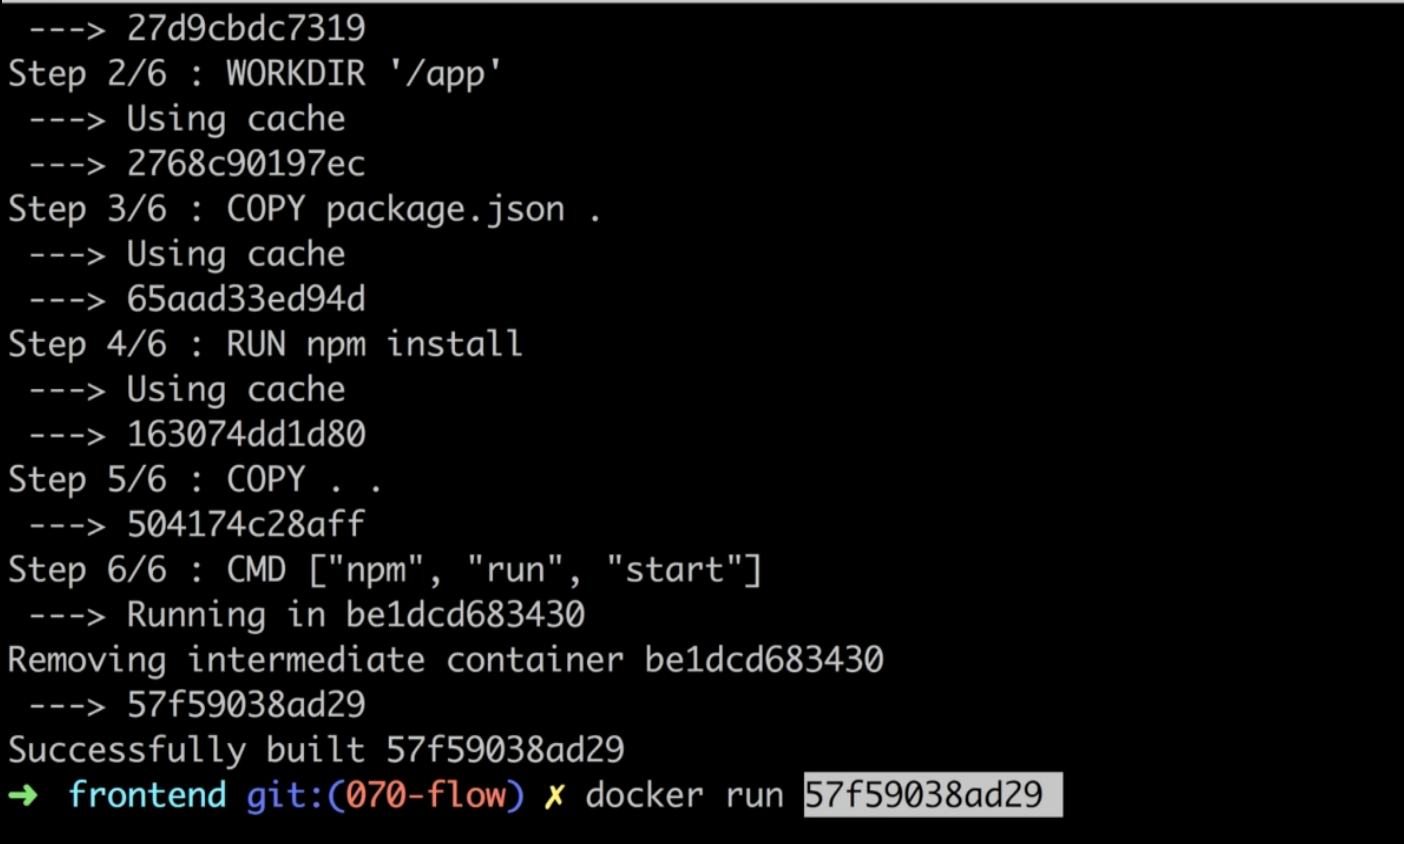 ---> 27d9cbdc7319
Step 2/6 : WORKDIR '/app'
---> Using cache
---> 2768c90197ec
Step 3/6 : COPY package.json .
---> Using cache
---> 65aad33ed94d
Step 4/6 : RUN npm install
---> Using cache
---> 163074dd1d80
Step 5/6 : COPY . .
---> 504174c28aff
Step 6/6 : CMD ["npm", "run", "start"]
---> Running in be1dcd683430
Removing intermediate container be1dcd683430
---> 57f59038ad29
Successfully built 57f59038ad29
➜ frontend git:(070-flow) ✗ docker run 57f59038ad29